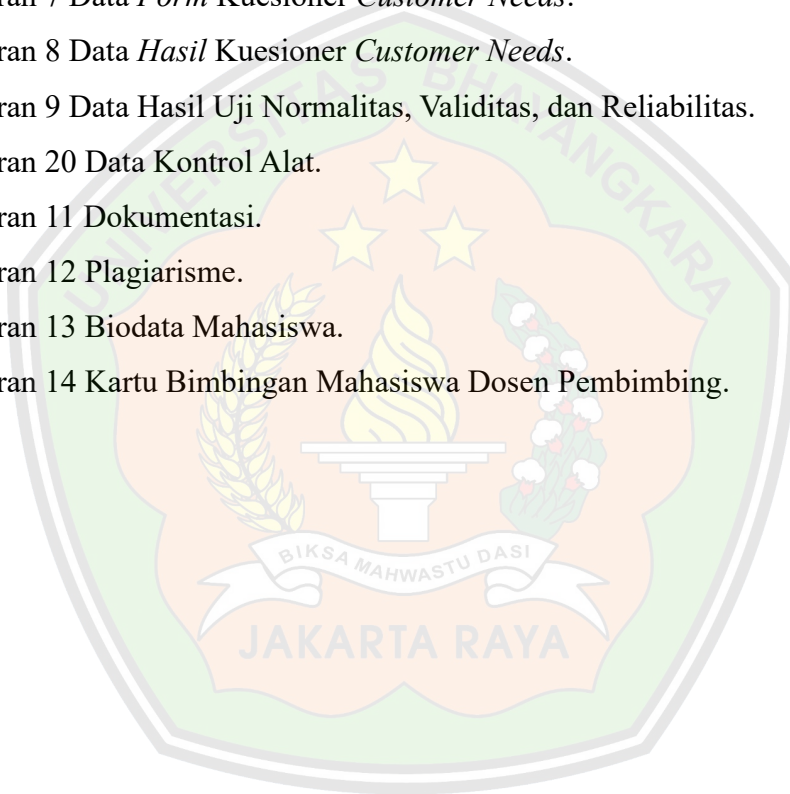 ran 7 Data Form Kuesioner Customer Needs.
ran 8 Data Hasil Kuesioner Customer Needs.
ran 9 Data Hasil Uji Normalitas, Validitas, dan Reliabilitas.
ran 20 Data Kontrol Alat.
ran 11 Dokumentasi.
ran 12 Plagiarisme.
ran 13 Biodata Mahasiswa.
ran 14 Kartu Bimbingan Mahasiswa Dosen Pembimbing.
UNIVERSITAS BHAYANGKARA
BIKSA MAHWASTU DASI
JAKARTA RAYA